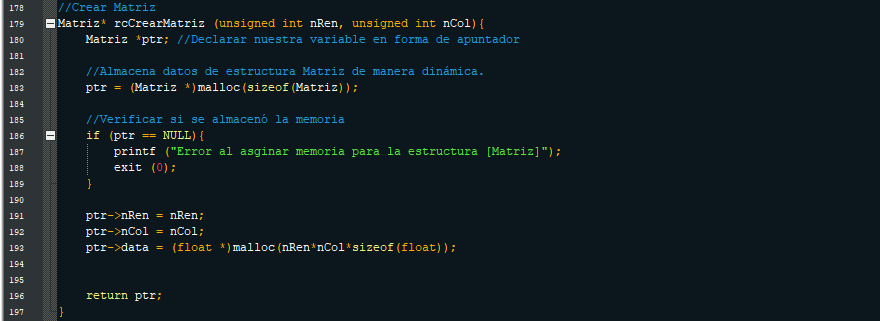 178 //Crear Matriz
179 Matriz* rcCrearMatriz (unsigned int nRen, unsigned int nCol){
180 Matriz *ptr; //Declarar nuestra variable en forma de apuntador
181
182 //Almacena datos de estructura Matriz de manera dinámica.
183 ptr = (Matriz *)malloc(sizeof(Matriz));
184
185 //Verificar si se almacenó la memoria
186 if (ptr == NULL){
187 printf ("Error al asginar memoria para la estructura [Matriz]");
188 exit (0);
189 }
190
191 ptr->nRen = nRen;
192 ptr->nCol = nCol;
193 ptr->data = (float *)malloc(nRen*nCol*sizeof(float));
194
195
196 return ptr;
197 }